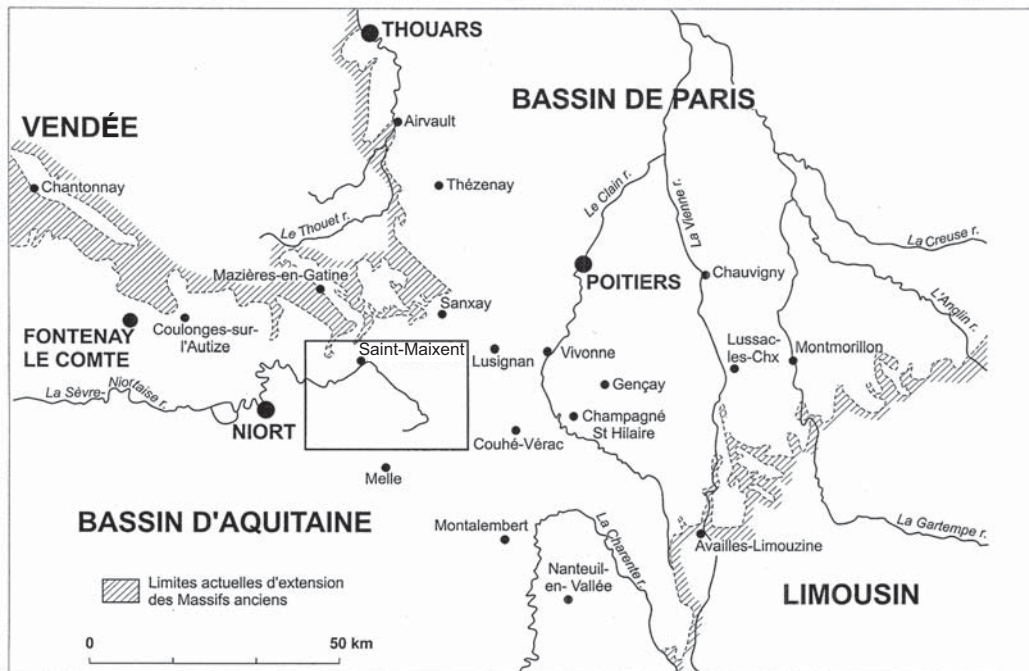 THOUARS
BASSIN DE PARIS
VENDÉE
Airvault
Chantonnay
Thézenay
Le Clain r.
La Vienne r.
Le Thouet r.
La Creuse r.
Mazières-en-Gatine
POITIERS
Chauvigny
L'Anglin r.
Sanxay
FONTENAY
LE COMTE
Coulonges-sur-
l'Autize
Saint-Maixent
Lusignan
Vivonne
Lussac-
les-Chx
Montmorillon
La Sèvre-Niortaise r.
Gençay
NIORT
Champagné
St Hilaire
Couhé-Vérac
Melle
BASSIN D'AQUITAINE
Montalembert
La Charente r.
Availles-Limouzine
La Gartempe r.
Nanteuil-
en- Vallée
LIMOUSIN
Limites actuelles d'extension
des Massifs anciens
0
50 km